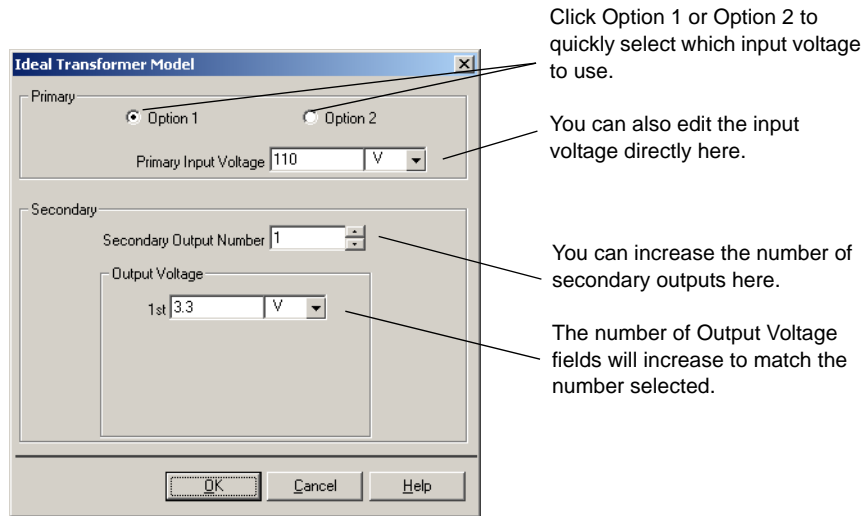 Click Option 1 or Option 2 to
quickly select which input voltage
to use.
Ideal Transformer Model
Primary
Option 1
Option 2
Primary Input Voltage 110 V
You can also edit the input
voltage directly here.
Secondary
Secondary Output Number 1
You can increase the number of
secondary outputs here.
Output Voltage
1st 3.3 V
The number of Output Voltage
fields will increase to match the
number selected.
OK
Cancel
Help